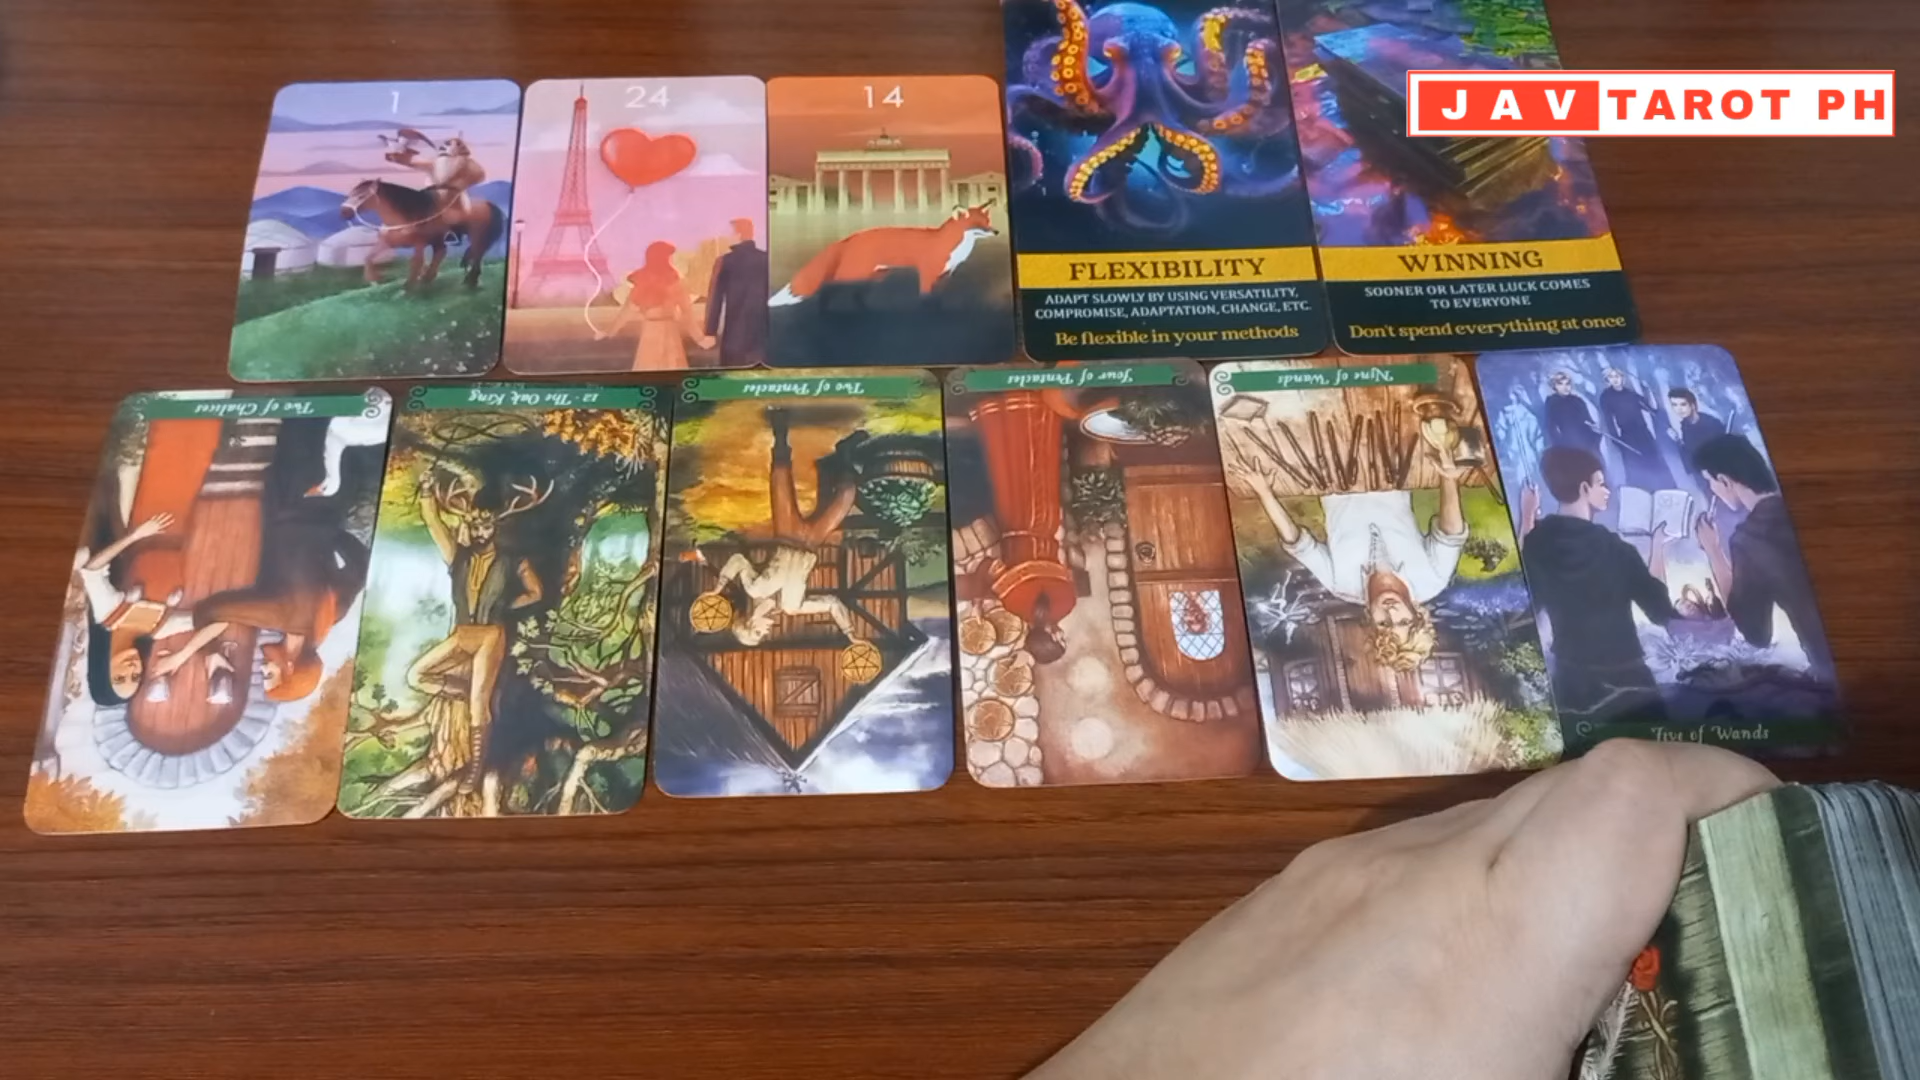 1
24
14
JAV TAROT PH
FLEXIBILITY
ADAPT SLOWLY BY USING VERSATILITY,
COMPROMISE, ADAPTATION, CHANGE, ETC.
Be flexible in your methods
WINNING
SOONER OR LATER LUCK COMES
TO EVERYONE
Don't spend everything at once
Two of Chalices
12 - The Oak King
Two of Pentacles
Four of Pentacles
Nine of Wands
Five of Wands